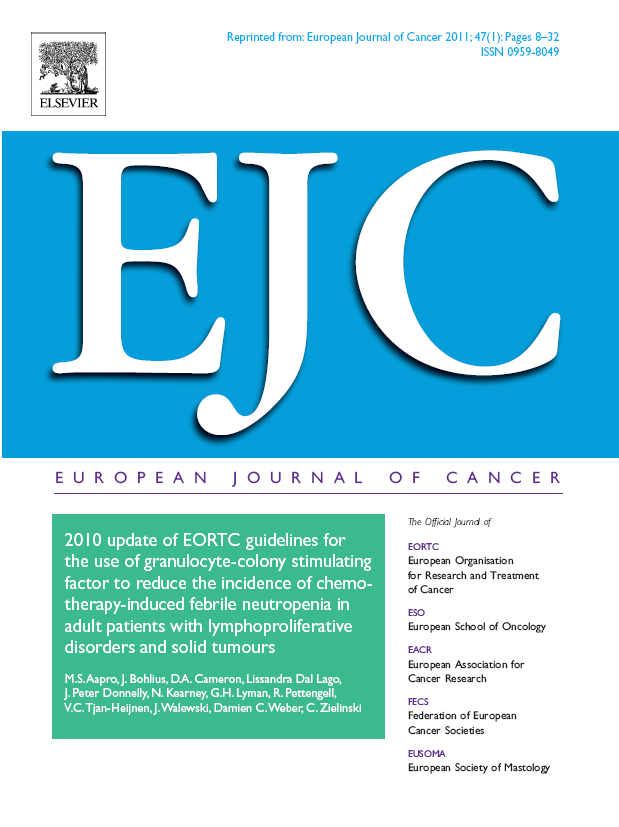 Reprinted from: European Journal of Cancer 2011; 47(1): Pages 8–32
ISSN 0959-8049
ELSEVIER
EJC
EUROPEAN JOURNAL OF CANCER
2010 update of EORTC guidelines for
the use of granulocyte-colony stimulating
factor to reduce the incidence of chemo-
therapy-induced febrile neutropenia in
adult patients with lymphoproliferative
disorders and solid tumours
M.S. Aapro, J. Bohlius, D.A. Cameron, Lissandra Dal Lago,
J. Peter Donnelly, N. Kearney, G.H. Lyman, R. Pettengell,
V.C. Tjan-Heijnen, J. Walewski, Damien C. Weber, C. Zielinski
The Official Journal of
EORTC
European Organisation
for Research and Treatment
of Cancer
ESO
European School of Oncology
EACR
European Association for
Cancer Research
FECS
Federation of European
Cancer Societies
EUSOMA
European Society of Mastology